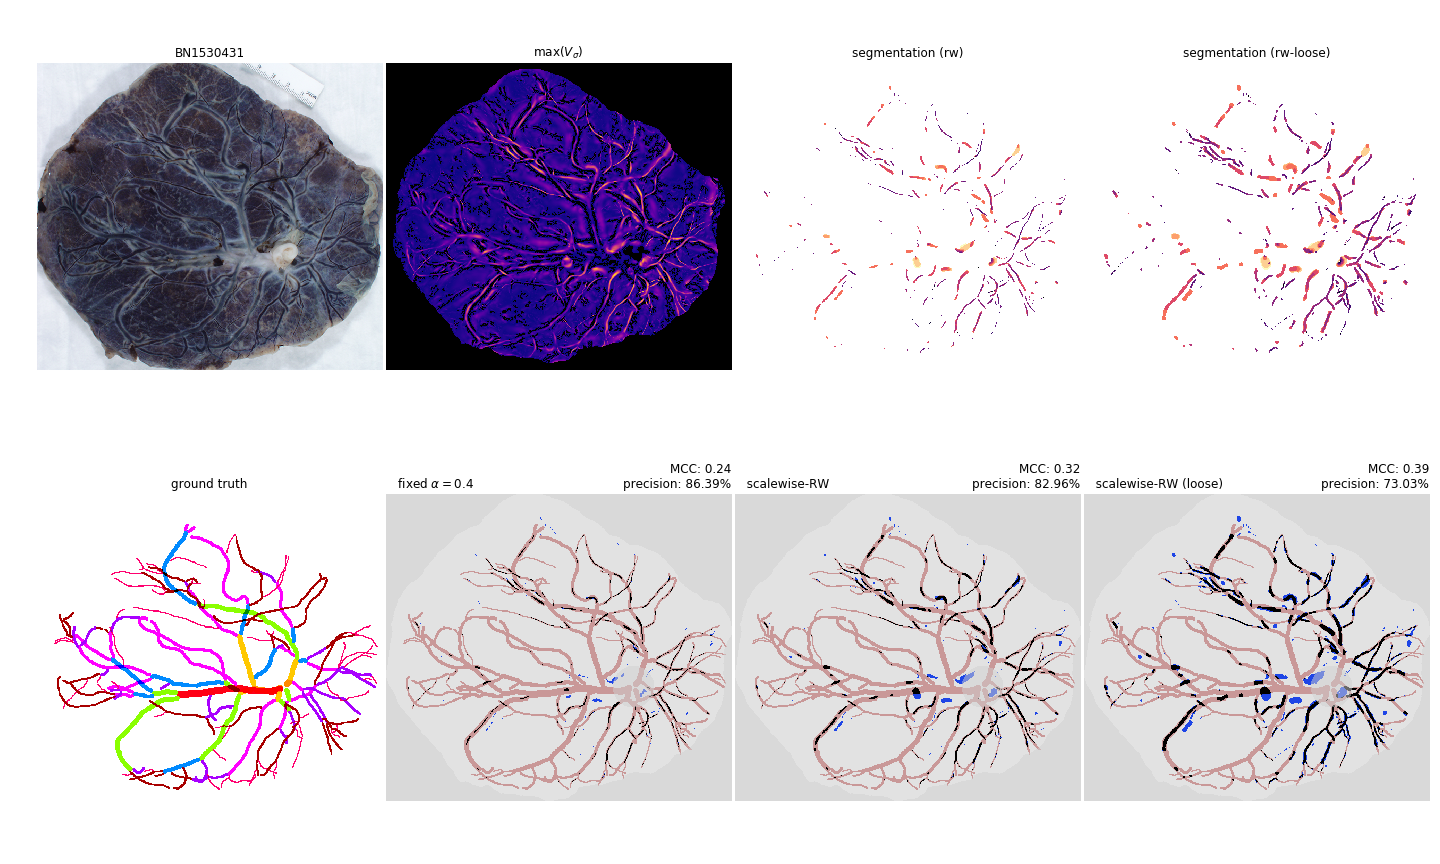 BN1530431
max(V_σ)
segmentation (rw)
segmentation (rw-loose)
ground truth
fixed α = 0.4
MCC: 0.24
precision: 86.39%
scalewise-RW
MCC: 0.32
precision: 82.96%
scalewise-RW (loose)
MCC: 0.39
precision: 73.03%